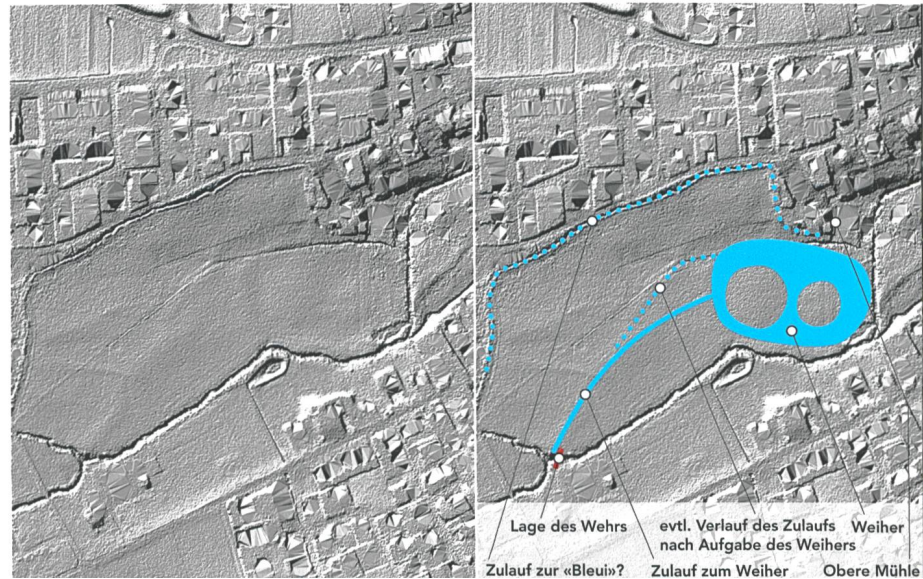 Lage des Wehrs
evtl. Verlauf des Zulaufs
nach Aufgabe des Weihers
Weiher
Zulauf zur «Bleui»?
Zulauf zum Weiher
Obere Mühle